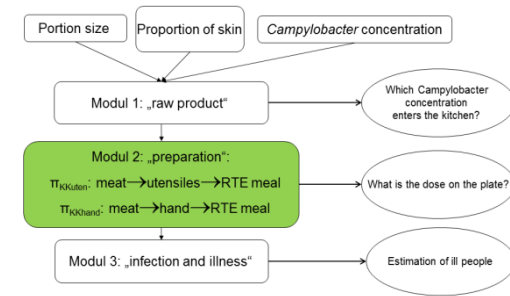 Portion size
Proportion of skin
Campylobacter concentration
Modul 1: „raw product“
Which Campylobacter
concentration
enters the kitchen?
Modul 2: „preparation“:
πKKuten: meat→utensiles→RTE meal
πKKhand: meat→hand→RTE meal
What is the dose on the plate?
Modul 3: „infection and illness“
Estimation of ill people